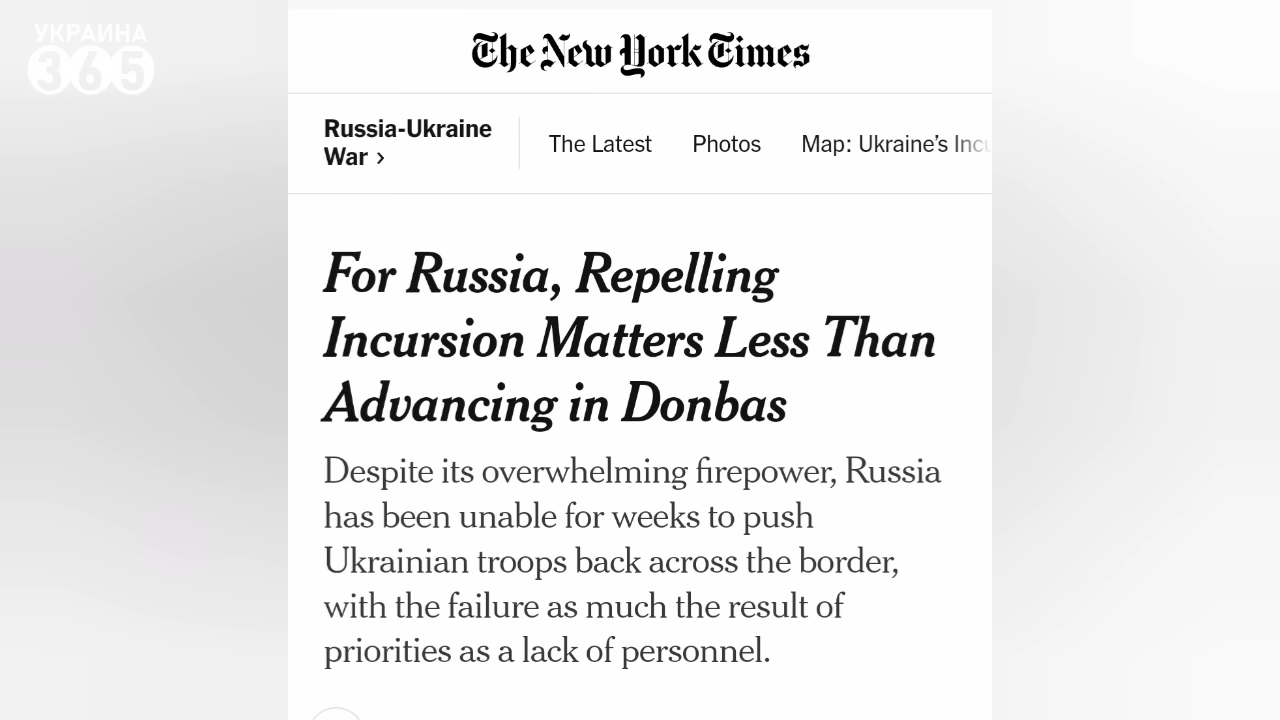 УКРАИНА
365
The New York Times
Russia-Ukraine
War ›
The Latest
Photos
Map: Ukraine’s Incu
For Russia, Repelling
Incursion Matters Less Than
Advancing in Donbas
Despite its overwhelming firepower, Russia
has been unable for weeks to push
Ukrainian troops back across the border,
with the failure as much the result of
priorities as a lack of personnel.